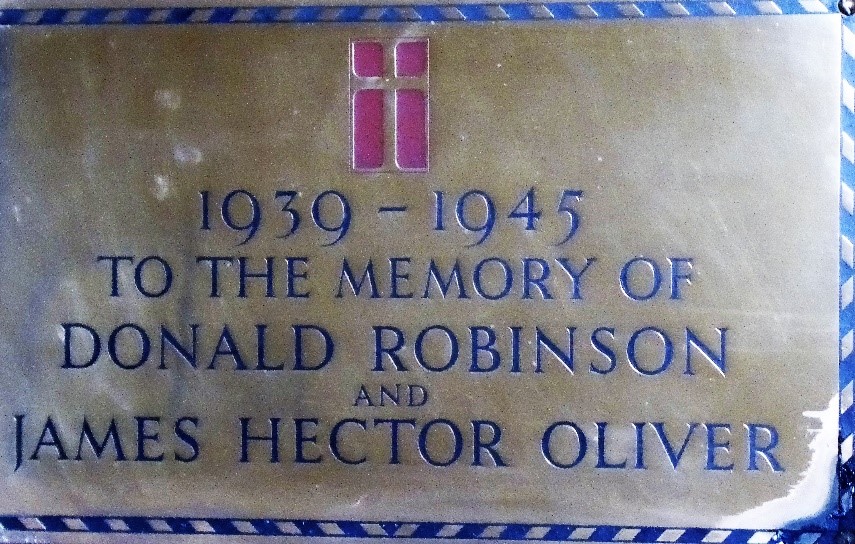 1939 – 1945
TO THE MEMORY OF
DONALD ROBINSON
AND
JAMES HECTOR OLIVER